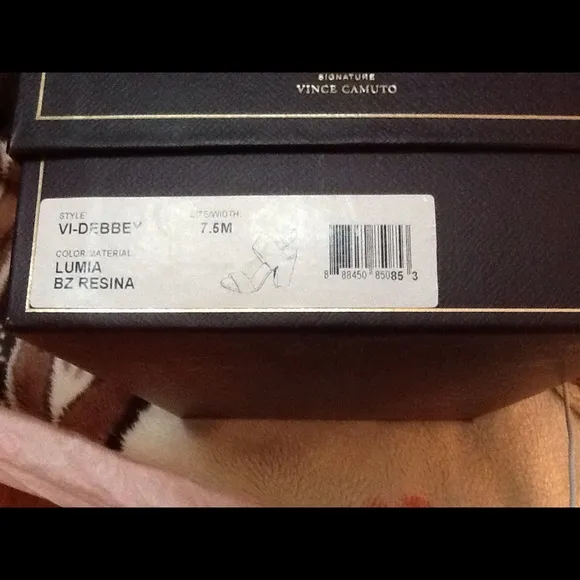 SIGNATURE
VINCE CAMUTO
STYLE SIZE/WIDTH
VI-DEBBEY 7.5M
COLOR/MATERIAL
LUMIA
BZ RESINA
8 88450 85085 3